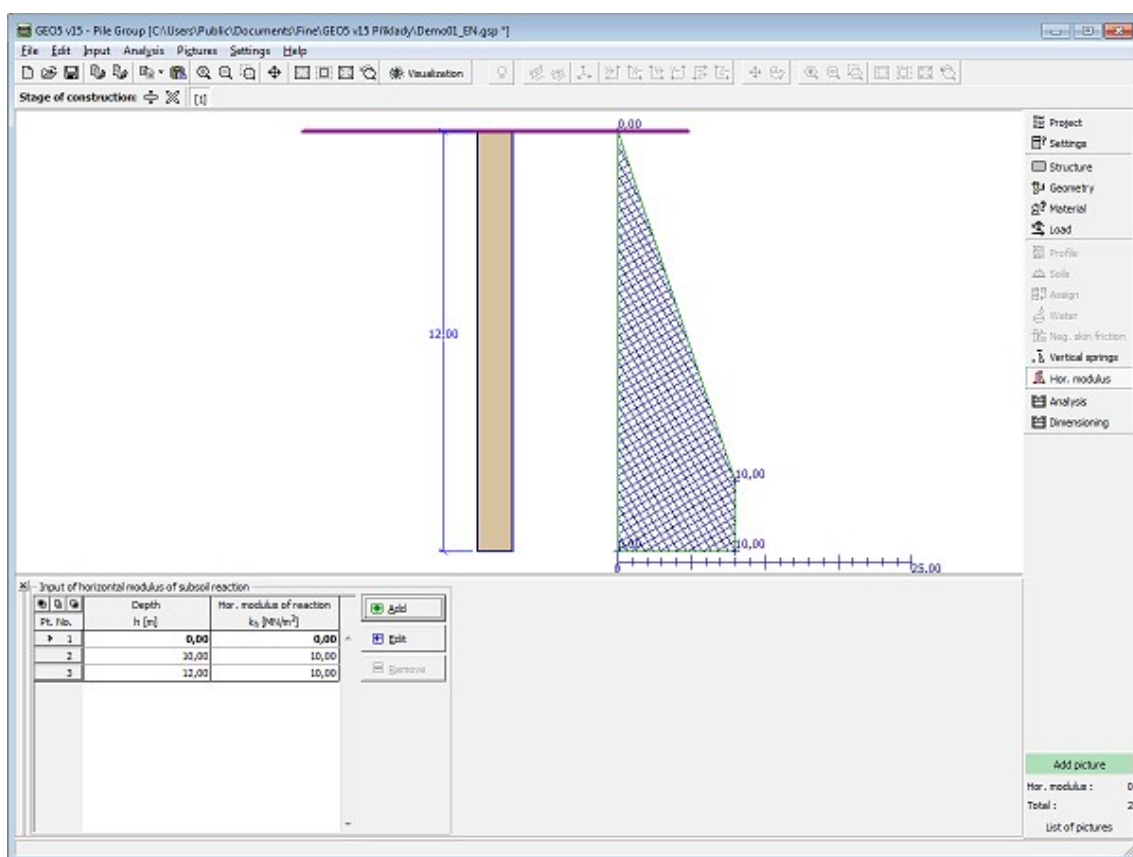 GEO5 v15 - Pile Group [C:\Users\Public\Documents\Fine\GEO5 v15 Příklady\Demo01_EN.gsp *]
File Edit Input Analysis Pictures Settings Help
Visualization
Stage of construction: [1]
0,00
12,00
10,00
0,00 10,00
0 25,00
Project
Settings
Structure
Geometry
Material
Load
Profile
Soils
Assign
Water
Neg. skin friction
Vertical springs
Hor. modulus
Analysis
Dimensioning
Input of horizontal modulus of subsoil reaction
Depth Hor. modulus of reaction
Pt. No. h [m] kh [MN/m³]
1 0,00 0,00
2 10,00 10,00
3 12,00 10,00
Add
Edit
Remove
Add picture
Hor. modulus : 0
Total : 2
List of pictures